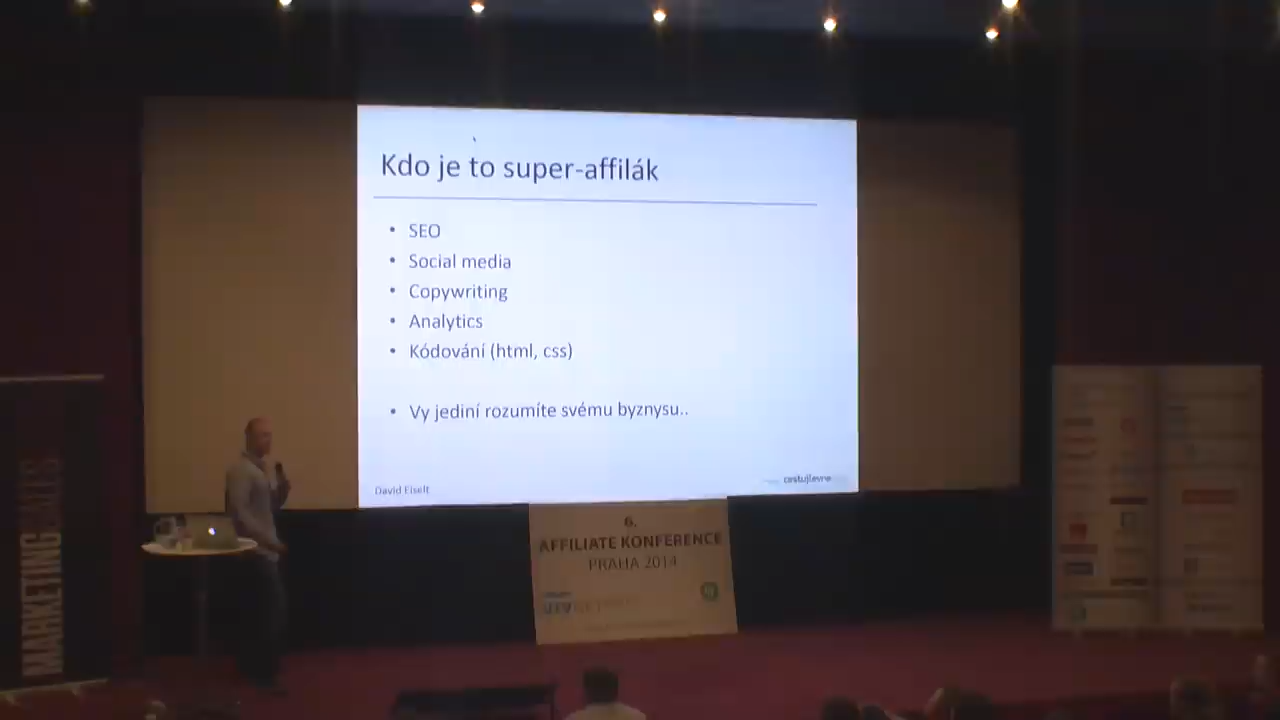 Kdo je to super-affilák
• SEO
• Social media
• Copywriting
• Analytics
• Kódování (html, css)
• Vy jediní rozumíte svému byznysu..
David Eiselt
cestujlevne
6.
AFFILIATE KONFERENCE
PRAHA 2014
MARKETING